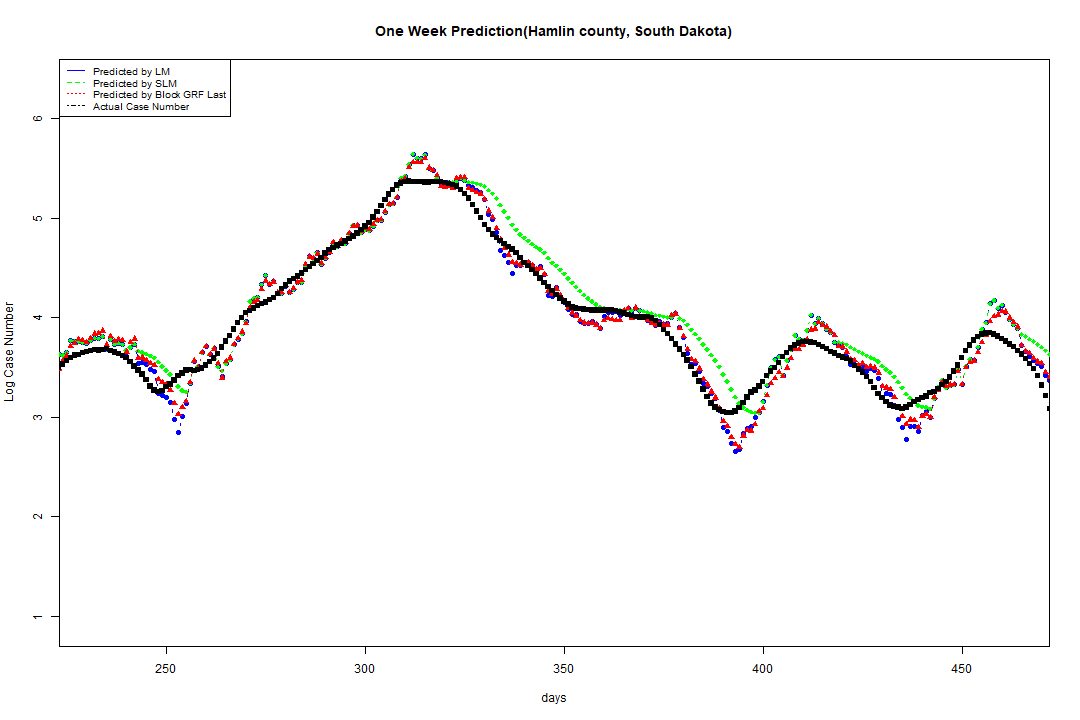 One Week Prediction(Hamlin county, South Dakota)
Predicted by LM
Predicted by SLM
Predicted by Block GRF Last
Actual Case Number
6
5
4
3
2
1
Log Case Number
250
300
350
400
450
days